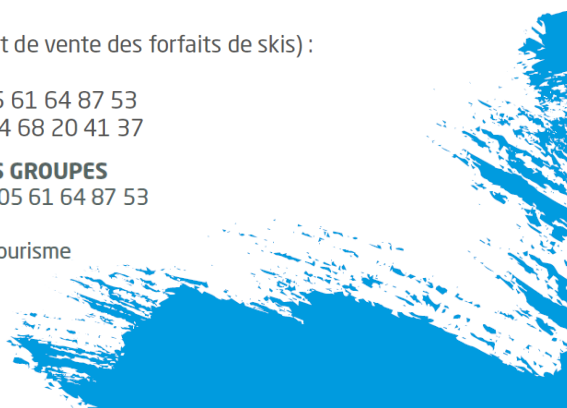 t de vente des forfaits de skis) :
5 61 64 87 53
4 68 20 41 37
S GROUPES
05 61 64 87 53
ourisme